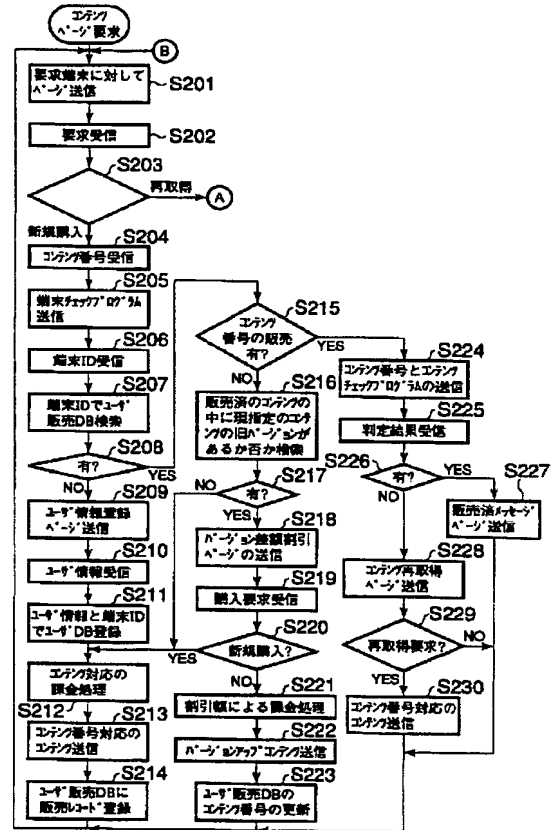 コンテンツ
ページ要求
B
要求端末に対して
ページ送信
S201
要求受信
S202
S203
再取得
A
新規購入
S204
コンテンツ番号受信
S205
端末チェックプログラム
送信
S206
端末ID受信
S207
端末IDでユーザ
販売DB検索
S208
有?
YES
NO
S209
ユーザ情報登録
ページ送信
S210
ユーザ情報受信
S211
ユーザ情報と端末ID
でユーザDB登録
コンテンツ対応の
課金処理
S212
S213
コンテンツ番号対応の
コンテンツ送信
S214
ユーザ販売DBに
販売レコード登録
S215
コンテンツ
番号の販売
有?
YES
NO
S216
販売済のコンテンツの
中に現指定のコンテ
ンツの旧バージョンが
あるか否か検索
S217
NO
有?
YES
S218
バージョン差額割引
ページの送信
S219
購入要求受信
S220
新規購入?
YES
NO
S221
割引額による課金処理
S222
バージョンアップコンテンツ送信
S223
ユーザ販売DBの
コンテンツ番号の更新
S224
コンテンツ番号とコンテンツ
チェックプログラムの送信
S225
判定結果受信
S226
有?
YES
NO
S227
販売済メッセージ
ページ送信
S228
コンテンツ再取得
ページ送信
S229
再取得要求?
NO
YES
S230
コンテンツ番号対応の
コンテンツ送信